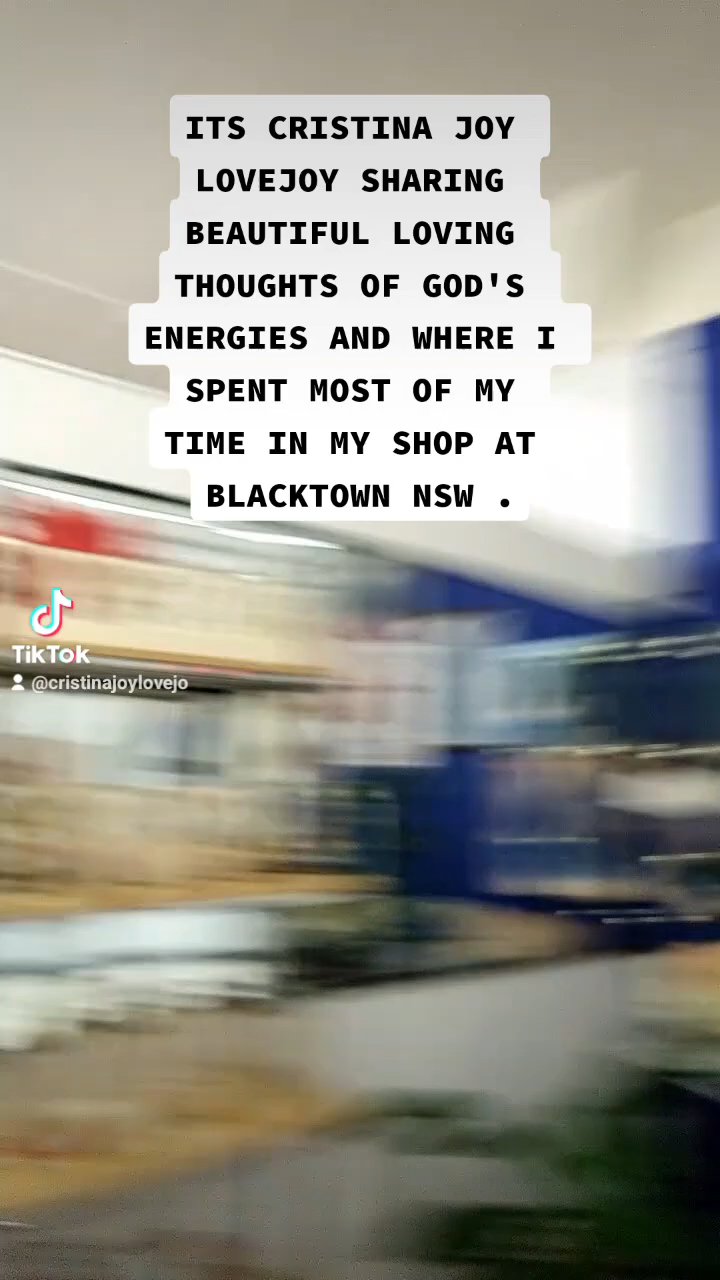 ITS CRISTINA JOY
LOVEJOY SHARING
BEAUTIFUL LOVING
THOUGHTS OF GOD'S
ENERGIES AND WHERE I
SPENT MOST OF MY
TIME IN MY SHOP AT
BLACKTOWN NSW .
TikTok
@cristinajoylovejo